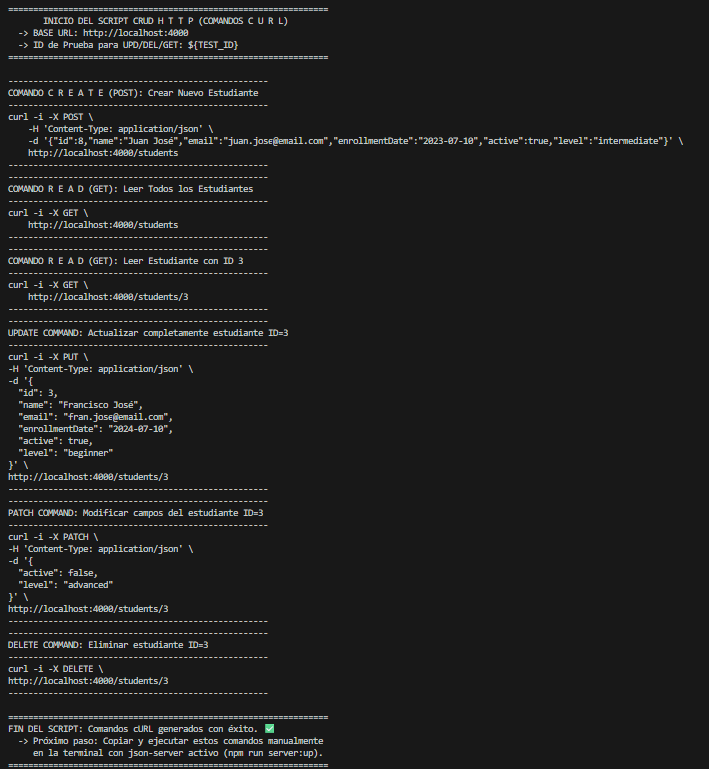 ================================================================
       INICIO DEL SCRIPT CRUD H T T P (COMANDOS C U R L)
  -> BASE URL: http://localhost:4000
  -> ID de Prueba para UPD/DEL/GET: ${TEST_ID}
================================================================

----------------------------------------------------
COMANDO C R E A T E (POST): Crear Nuevo Estudiante
----------------------------------------------------
curl -i -X POST \
    -H 'Content-Type: application/json' \
    -d '{"id":8,"name":"Juan José","email":"juan.jose@email.com","enrollmentDate":"2023-07-10","active":true,"level":"intermediate"}' \
    http://localhost:4000/students
----------------------------------------------------
----------------------------------------------------
COMANDO R E A D (GET): Leer Todos los Estudiantes
----------------------------------------------------
curl -i -X GET \
    http://localhost:4000/students
----------------------------------------------------
----------------------------------------------------
COMANDO R E A D (GET): Leer Estudiante con ID 3
----------------------------------------------------
curl -i -X GET \
    http://localhost:4000/students/3
----------------------------------------------------
----------------------------------------------------
UPDATE COMMAND: Actualizar completamente estudiante ID=3
----------------------------------------------------
curl -i -X PUT \
-H 'Content-Type: application/json' \
-d '{
  "id": 3,
  "name": "Francisco José",
  "email": "fran.jose@email.com",
  "enrollmentDate": "2024-07-10",
  "active": true,
  "level": "beginner"
}' \
http://localhost:4000/students/3
----------------------------------------------------
----------------------------------------------------
PATCH COMMAND: Modificar campos del estudiante ID=3
----------------------------------------------------
curl -i -X PATCH \
-H 'Content-Type: application/json' \
-d '{
  "active": false,
  "level": "advanced"
}' \
http://localhost:4000/students/3
----------------------------------------------------
----------------------------------------------------
DELETE COMMAND: Eliminar estudiante ID=3
----------------------------------------------------
curl -i -X DELETE \
http://localhost:4000/students/3
----------------------------------------------------

================================================================
FIN DEL SCRIPT: Comandos cURL generados con éxito. ✅
  -> Próximo paso: Copiar y ejecutar estos comandos manualmente
     en la terminal con json-server activo (npm run server:up).
================================================================